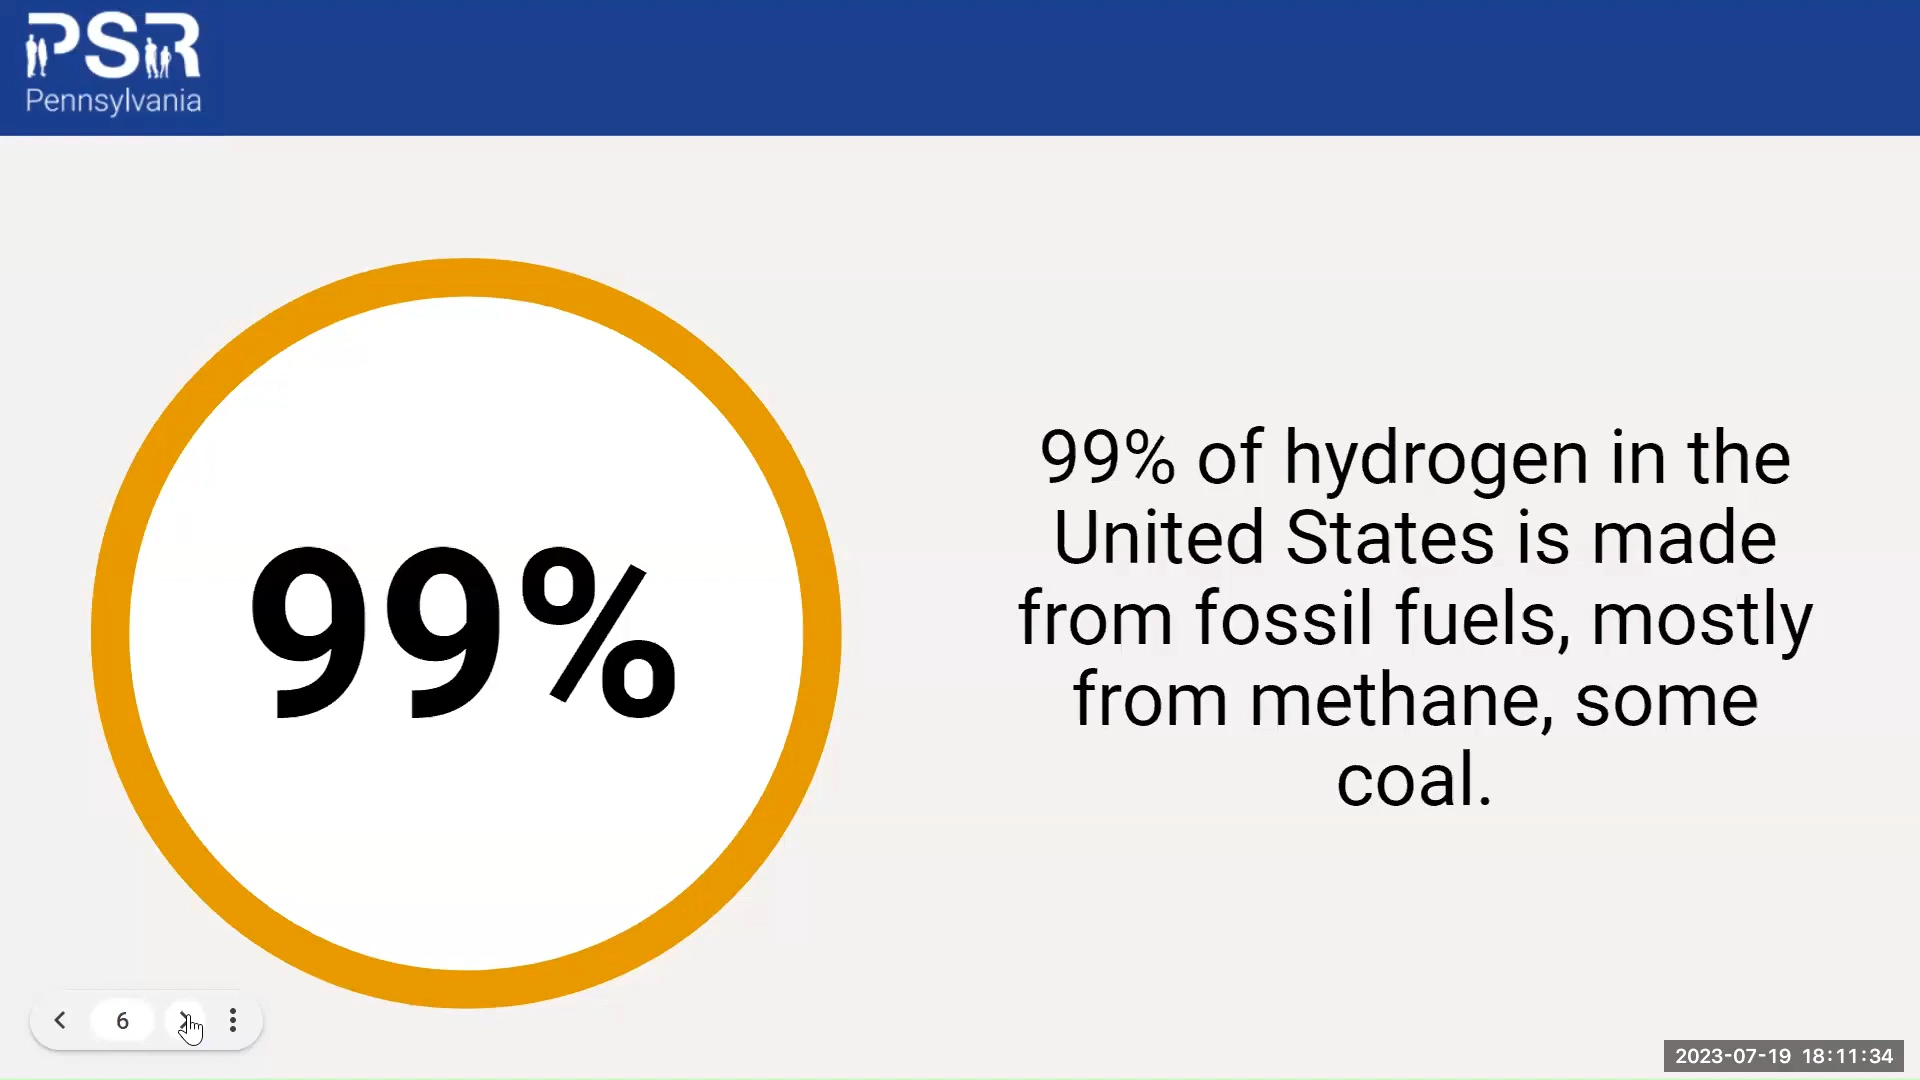 PSR
Pennsylvania
99%
99% of hydrogen in the
United States is made
from fossil fuels, mostly
from methane, some
coal.
6
2023-07-19 18:11:34